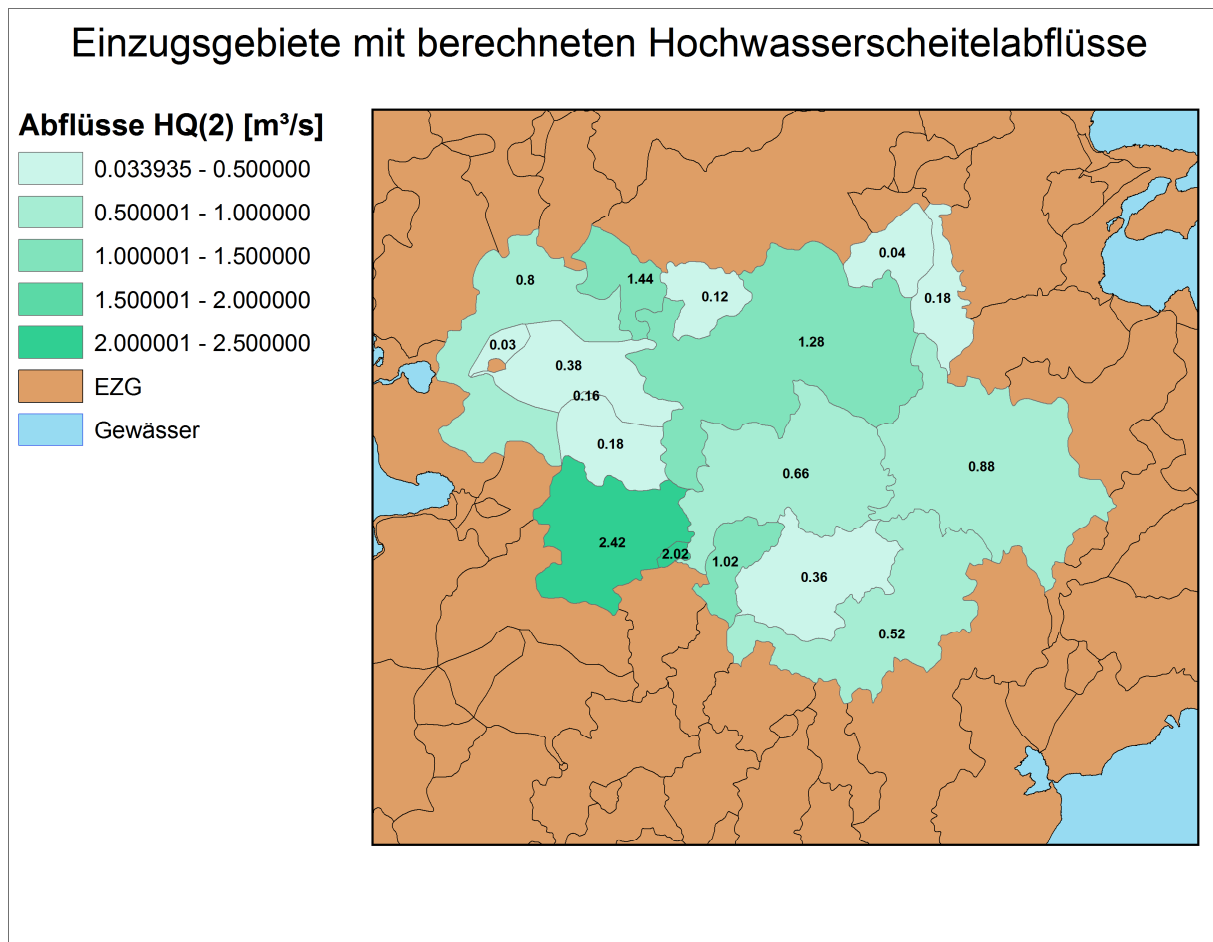 Einzugsgebiete mit berechneten Hochwasserscheitelabflüsse
Abflüsse HQ(2) [m³/s]
0.033935 - 0.500000
0.500001 - 1.000000
1.000001 - 1.500000
1.500001 - 2.000000
2.000001 - 2.500000
EZG
Gewässer
0.04
0.8
1.44
0.12
0.18
0.03
1.28
0.38
0.16
0.18
0.66
0.88
2.42
2.02
1.02
0.36
0.52